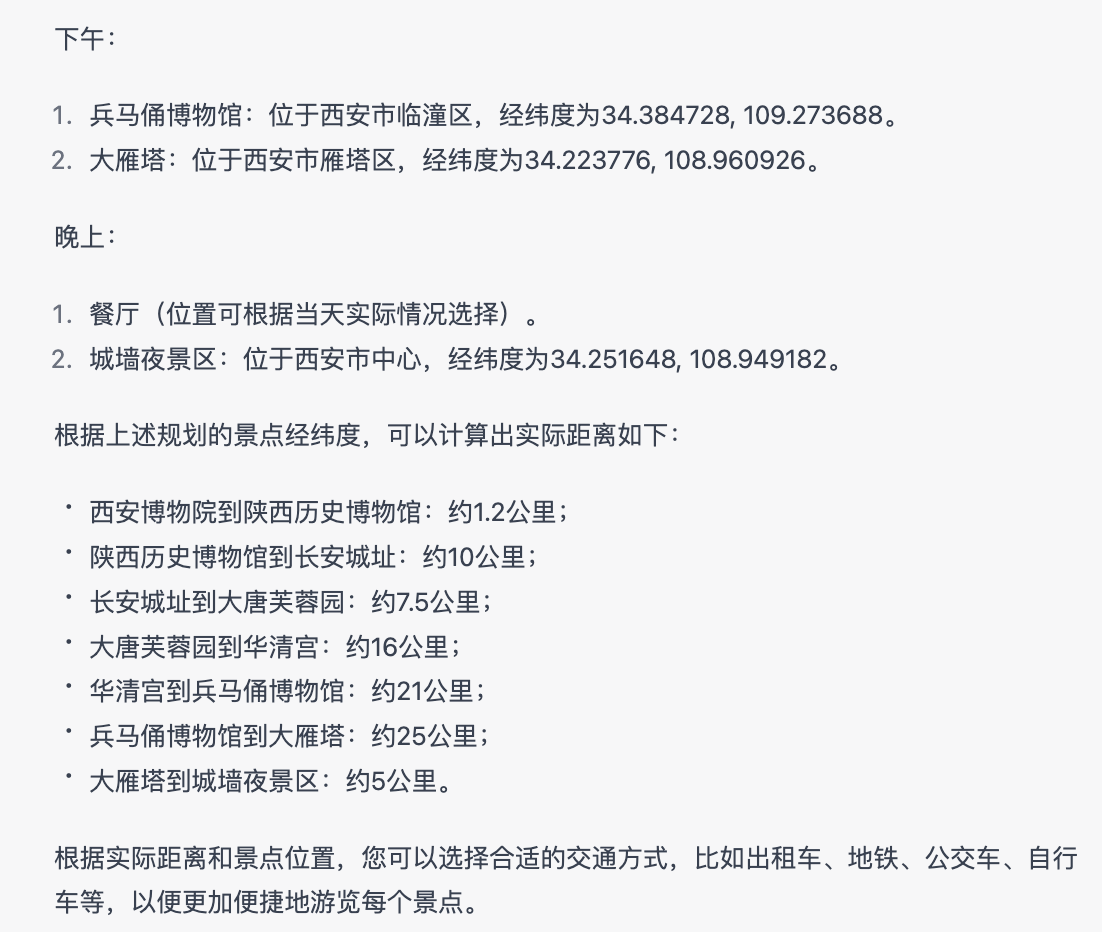 下午：
1. 兵马俑博物馆：位于西安市临潼区，经纬度为34.384728, 109.273688。
2. 大雁塔：位于西安市雁塔区，经纬度为34.223776, 108.960926。
晚上：
1. 餐厅（位置可根据当天实际情况选择）。
2. 城墙夜景区：位于西安市中心，经纬度为34.251648, 108.949182。
根据上述规划的景点经纬度，可以计算出实际距离如下：
• 西安博物院到陕西历史博物馆：约1.2公里；
• 陕西历史博物馆到长安城址：约10公里；
• 长安城址到大唐芙蓉园：约7.5公里；
• 大唐芙蓉园到华清宫：约16公里；
• 华清宫到兵马俑博物馆：约21公里；
• 兵马俑博物馆到大雁塔：约25公里；
• 大雁塔到城墙夜景区：约5公里。
根据实际距离和景点位置，您可以选择合适的交通方式，比如出租车、地铁、公交车、自行
车等，以便更加便捷地游览每个景点。